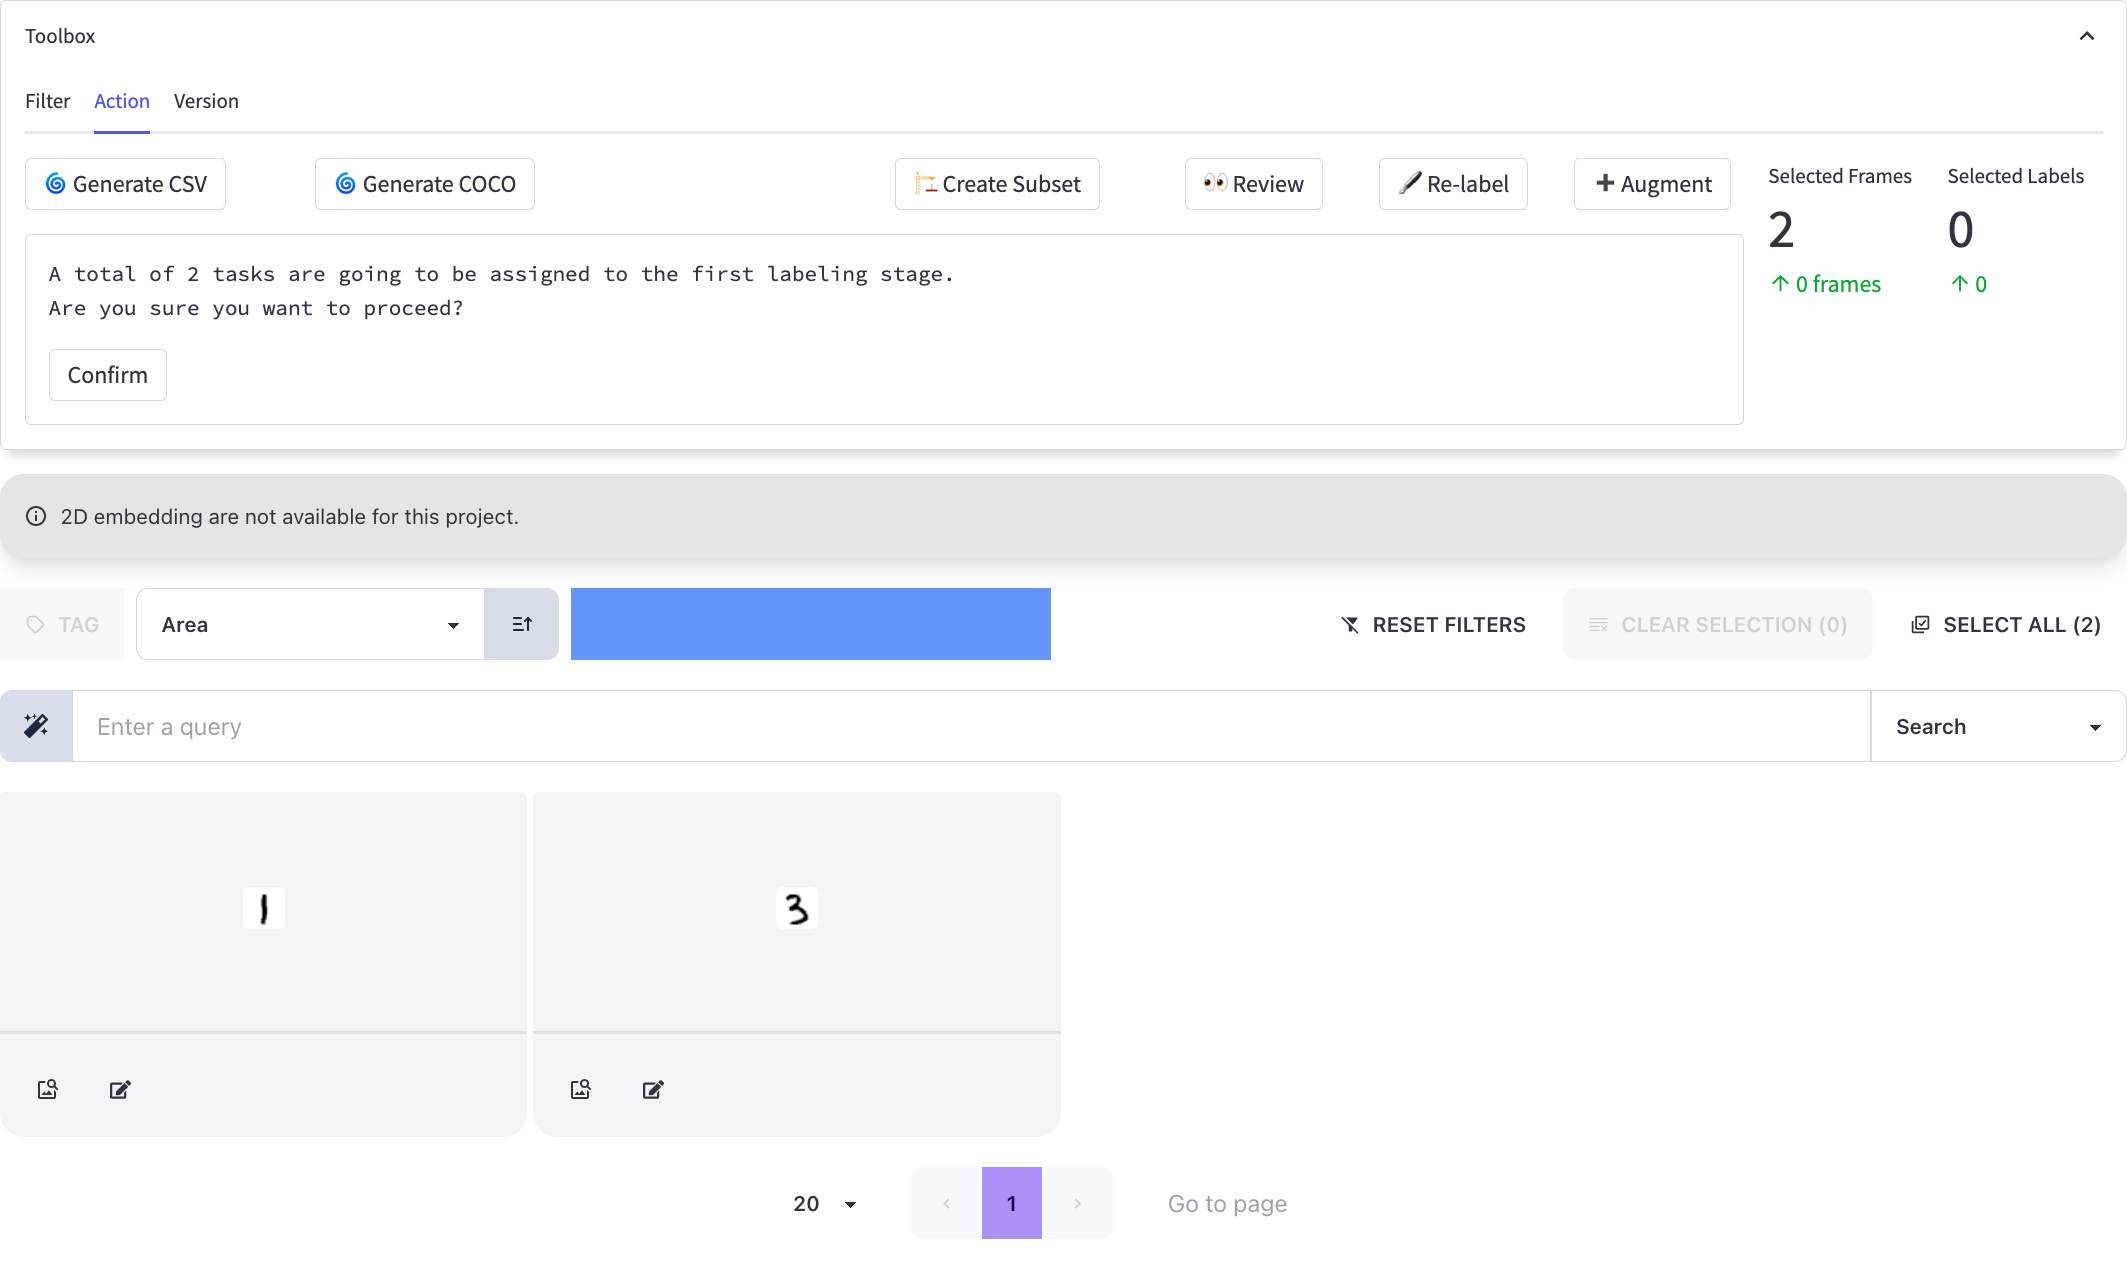 Toolbox
Filter Action Version
Generate CSV Generate COCO Create Subset Review Re-label Augment
Selected Frames Selected Labels
2 0
↑ 0 frames ↑ 0
A total of 2 tasks are going to be assigned to the first labeling stage.
Are you sure you want to proceed?
Confirm
2D embedding are not available for this project.
TAG Area RESET FILTERS CLEAR SELECTION (0) SELECT ALL (2)
Enter a query Search
1 3
20 1 Go to page